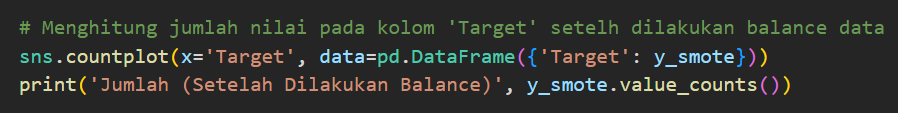 # Menghitung jumlah nilai pada kolom 'Target' setelh dilakukan balance data
sns.countplot(x='Target', data=pd.DataFrame({'Target': y_smote}))
print('Jumlah (Setelah Dilakukan Balance)', y_smote.value_counts())